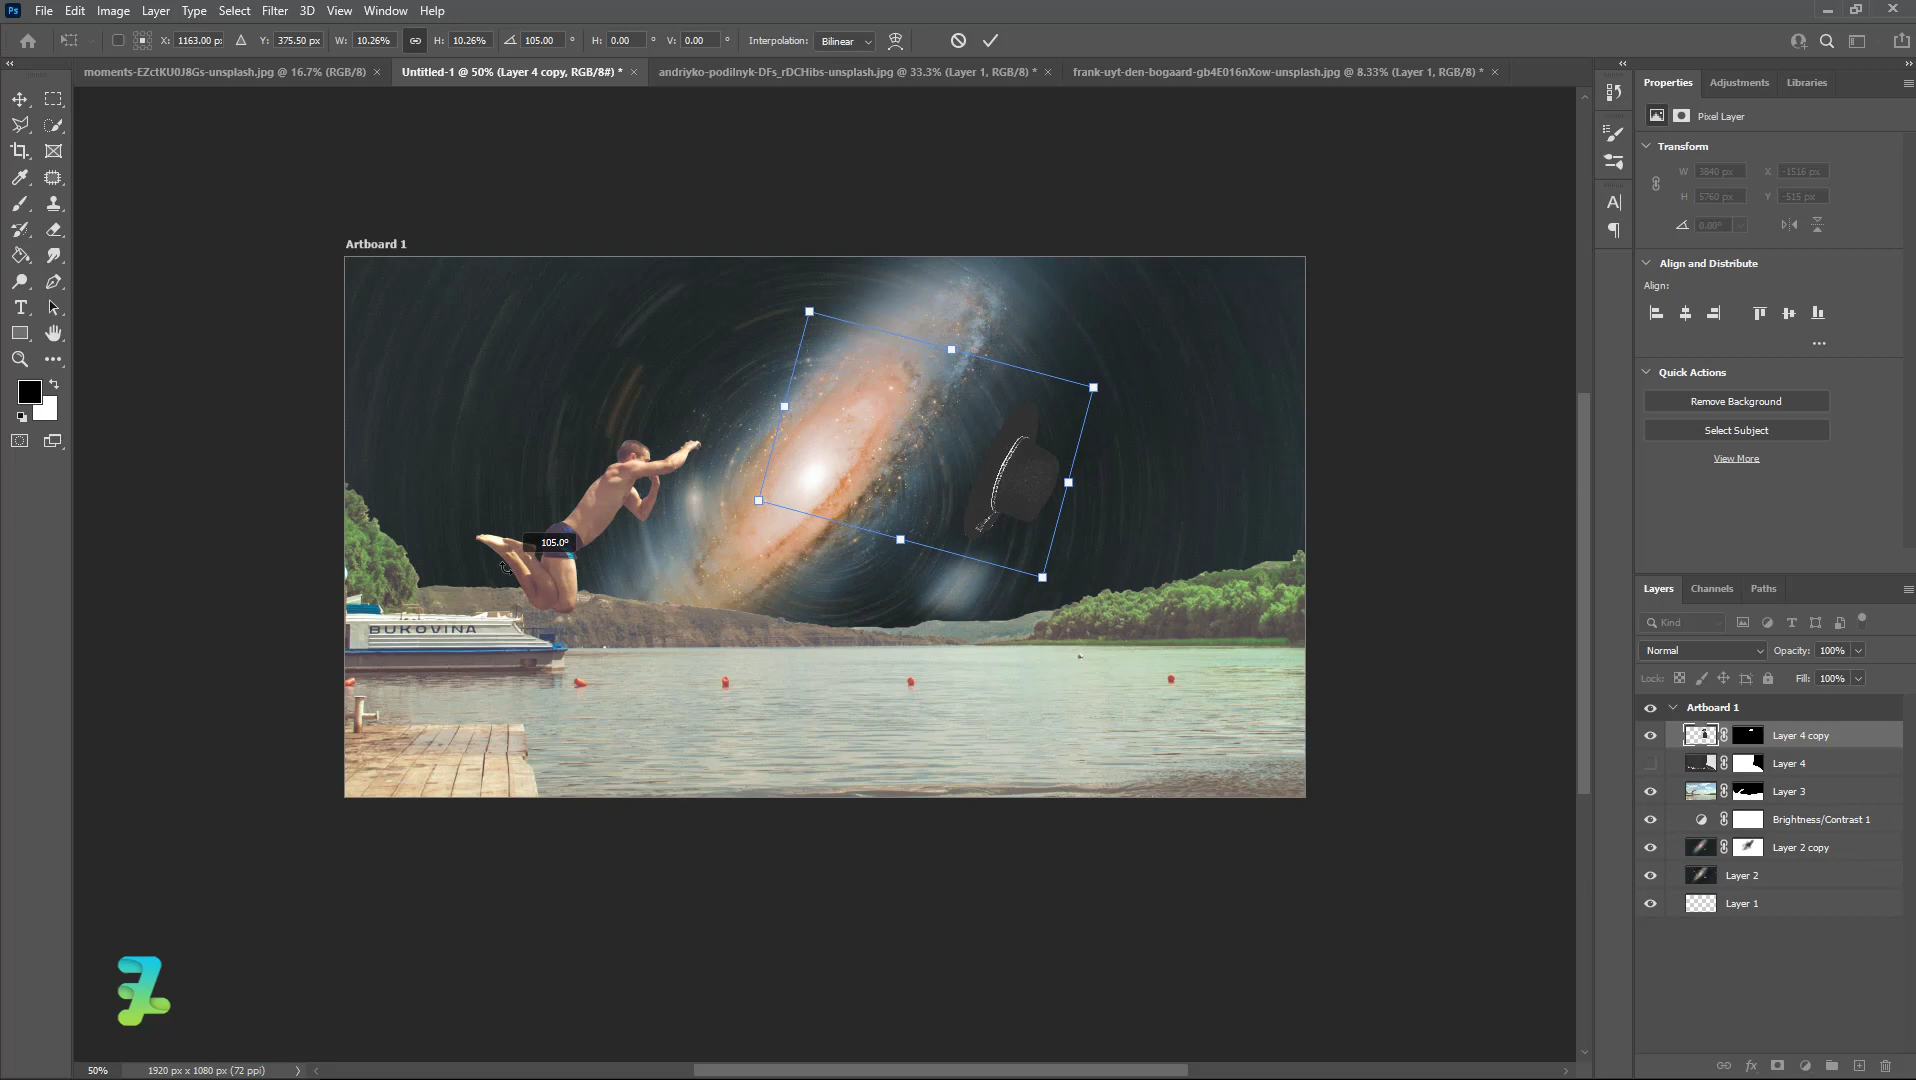 Ps File Edit Image Layer Type Select Filter 3D View Window Help
X: 1163.00 px Y: 375.50 px W: 10.26% H: 10.26% 105.00 ° H: 0.00 ° V: 0.00 ° Interpolation: Bilinear
moments-EZctKU0J8Gs-unsplash.jpg @ 16.7% (RGB/8) × Untitled-1 @ 50% (Layer 4 copy, RGB/8#) * × andriyko-podilnyk-DFs_rDCHibs-unsplash.jpg @ 33.3% (Layer 1, RGB/8) * × frank-uyt-den-bogaard-gb4E016nXow-unsplash.jpg @ 8.33% (Layer 1, RGB/8) * ×
Properties Adjustments Libraries
Pixel Layer
Transform
W 3840 px X -1516 px
H 5760 px Y -515 px
0.00°
Align and Distribute
Align:
Quick Actions
Remove Background
Select Subject
View More
Artboard 1
105.0°
BUKOVINA
Layers Channels Paths
Kind
Normal Opacity: 100%
Lock: Fill: 100%
Artboard 1
Layer 4 copy
Layer 4
Layer 3
Brightness/Contrast 1
Layer 2 copy
Layer 2
Layer 1
50% 1920 px x 1080 px (72 ppi)